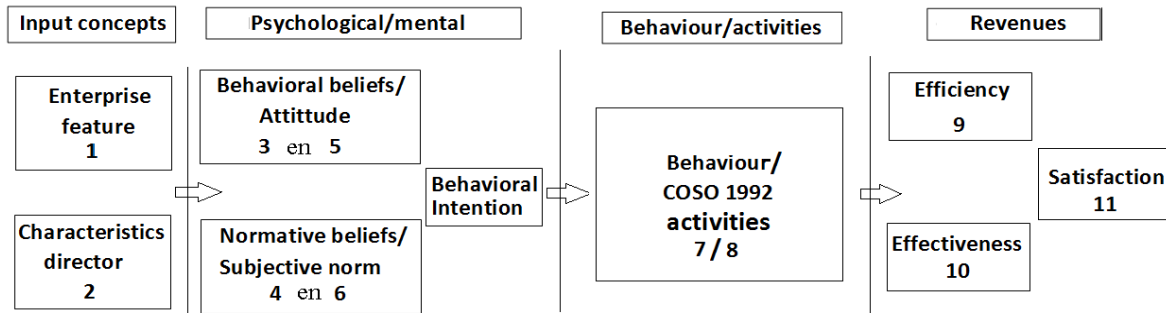 Input concepts
Psychological/mental
Behaviour/activities
Revenues
Enterprise
feature
1
Characteristics
director
2
Behavioral beliefs/
Attitude
3 en 5
Normative beliefs/
Subjective norm
4 en 6
Behavioral
Intention
Behaviour/
COSO 1992
activities
7 / 8
Efficiency
9
Effectiveness
10
Satisfaction
11